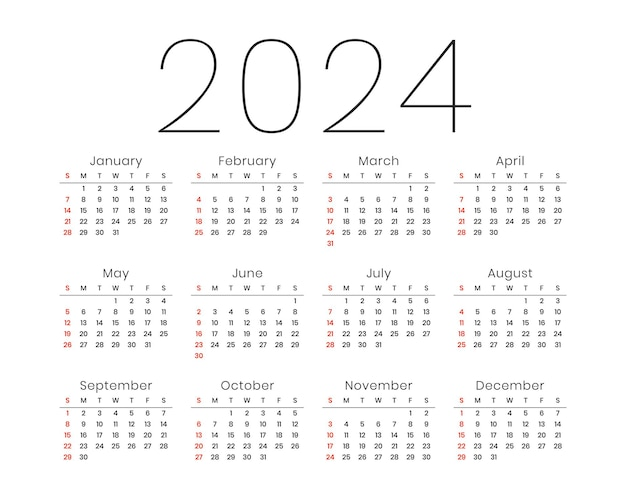 2024
January February March April
S M T W T F S S M T W T F S S M T W T F S S M T W T F S
1 2 3 4 5 6 1 2 3 1 2 1 2 3 4 5 6
7 8 9 10 11 12 13 4 5 6 7 8 9 10 3 4 5 6 7 8 9 7 8 9 10 11 12 13
14 15 16 17 18 19 20 11 12 13 14 15 16 17 10 11 12 13 14 15 16 14 15 16 17 18 19 20
21 22 23 24 25 26 27 18 19 20 21 22 23 24 17 18 19 20 21 22 23 21 22 23 24 25 26 27
28 29 30 31 25 26 27 28 29 24 25 26 27 28 29 30 28 29 30
31
May June July August
S M T W T F S S M T W T F S S M T W T F S S M T W T F S
1 2 3 4 1 1 2 3 4 5 6 1 2 3
5 6 7 8 9 10 11 2 3 4 5 6 7 8 7 8 9 10 11 12 13 4 5 6 7 8 9 10
12 13 14 15 16 17 18 9 10 11 12 13 14 15 14 15 16 17 18 19 20 11 12 13 14 15 16 17
19 20 21 22 23 24 25 16 17 18 19 20 21 22 21 22 23 24 25 26 27 18 19 20 21 22 23 24
26 27 28 29 30 31 23 24 25 26 27 28 29 28 29 30 31 25 26 27 28 29 30 31
30
September October November December
S M T W T F S S M T W T F S S M T W T F S S M T W T F S
1 2 3 4 5 6 7 1 2 3 4 5 1 2 1 2 3 4 5 6 7
8 9 10 11 12 13 14 6 7 8 9 10 11 12 3 4 5 6 7 8 9 8 9 10 11 12 13 14
15 16 17 18 19 20 21 13 14 15 16 17 18 19 10 11 12 13 14 15 16 15 16 17 18 19 20 21
22 23 24 25 26 27 28 20 21 22 23 24 25 26 17 18 19 20 21 22 23 22 23 24 25 26 27 28
29 30 27 28 29 30 31 24 25 26 27 28 29 30 29 30 31